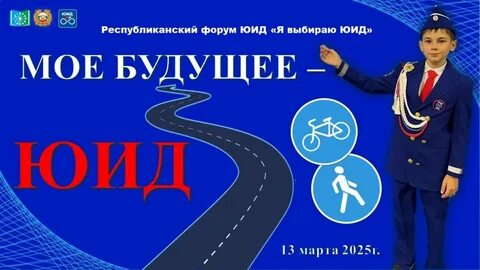 Республиканский форум ЮИД «Я выбираю ЮИД»
МОЕ БУДУЩЕЕ –
ЮИД
13 марта 2025г.